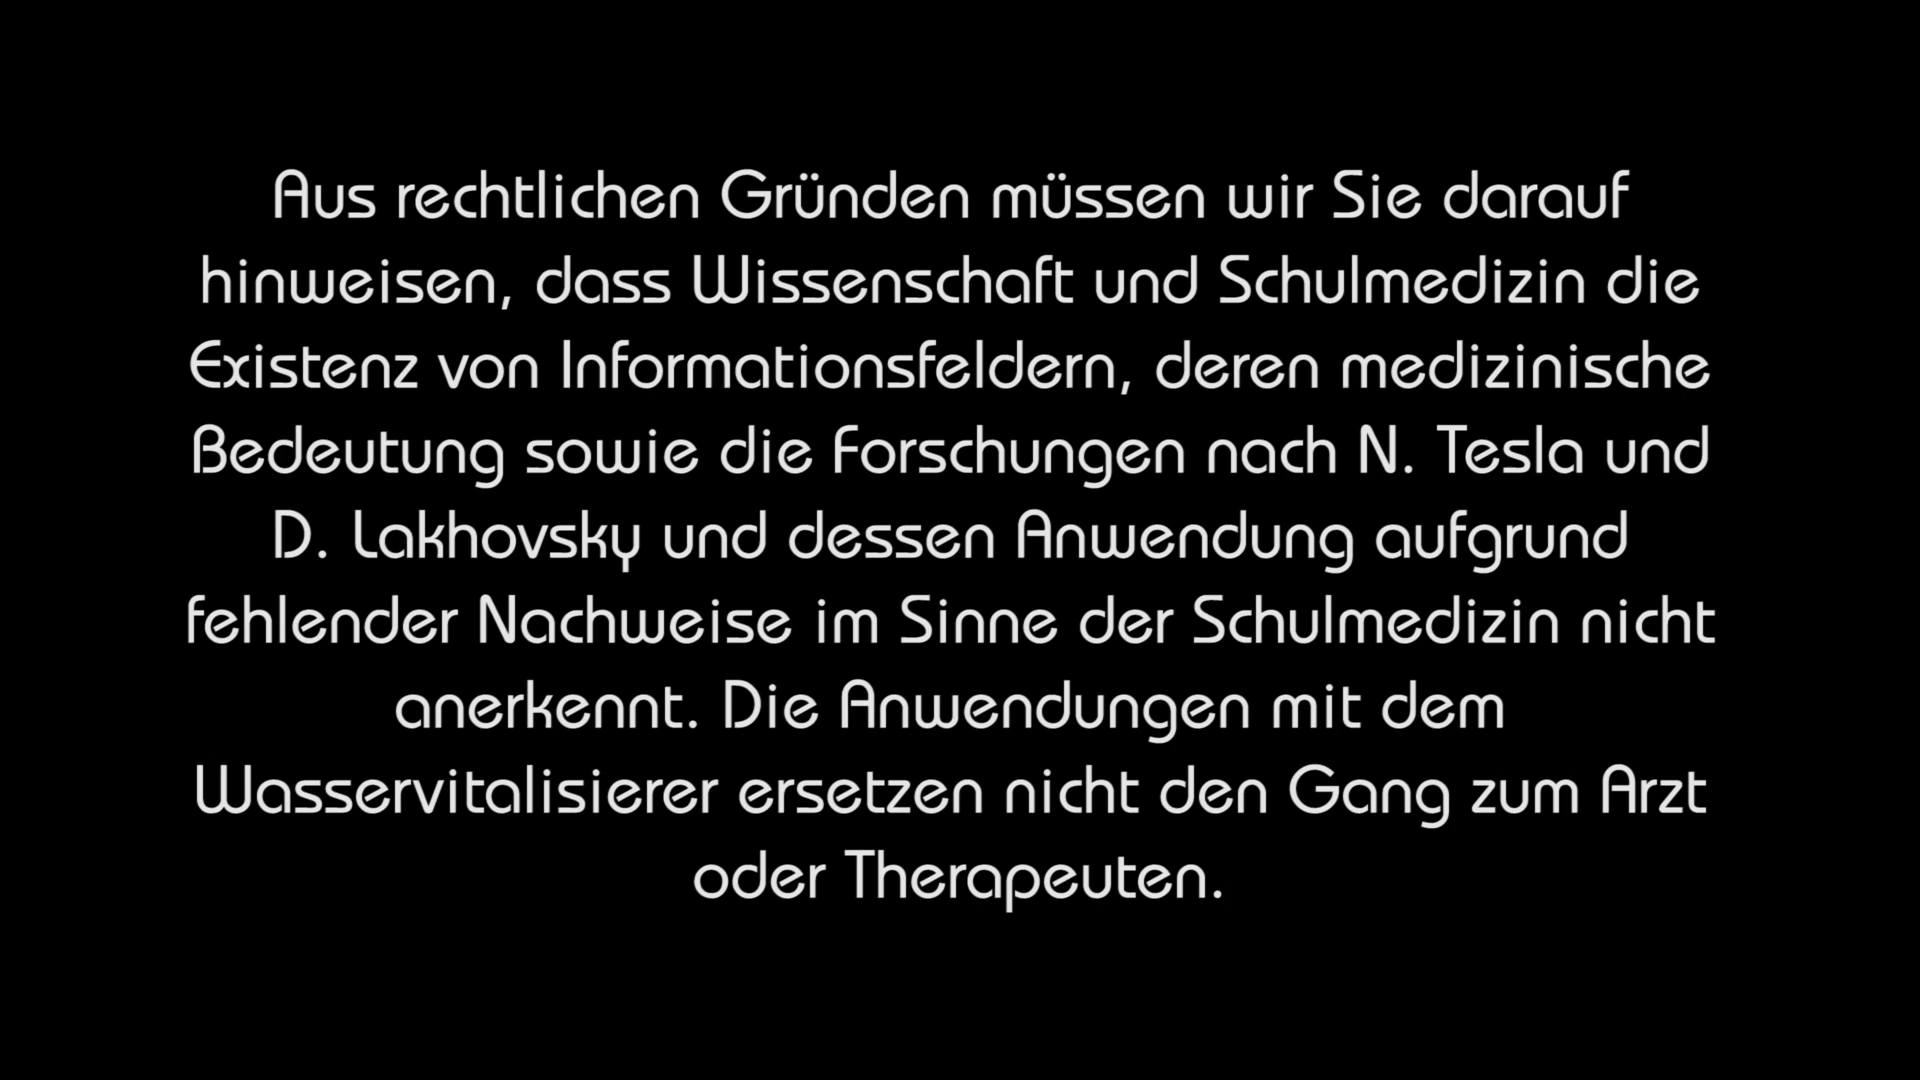 Aus rechtlichen Gründen müssen wir Sie darauf
hinweisen, dass Wissenschaft und Schulmedizin die
Existenz von Informationsfeldern, deren medizinische
Bedeutung sowie die Forschungen nach N. Tesla und
D. Lakhovsky und dessen Anwendung aufgrund
fehlender Nachweise im Sinne der Schulmedizin nicht
anerkennt. Die Anwendungen mit dem
Wasservitalisierer ersetzen nicht den Gang zum Arzt
oder Therapeuten.